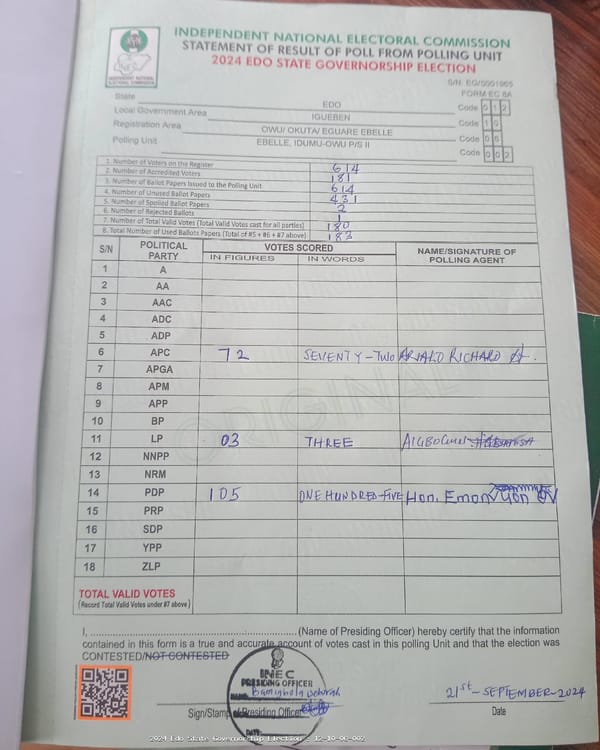 INDEPENDENT NATIONAL ELECTORAL COMMISSION
STATEMENT OF RESULT OF POLL FROM POLLING UNIT
2024 EDO STATE GOVERNORSHIP ELECTION
INEC
INDEPENDENT NATIONAL ELECTORAL COMMISSION
S/N: EG/0001965
FORM EC 8A
State EDO Code 0 1 2
Local Government Area IGUEBEN Code 1 0
Registration Area OWU/ OKUTA/ EGUARE EBELLE Code 0 6
Polling Unit EBELLE, IDUMU-OWU P/S II Code 0 0 2
1. Number of Voters on the Register 614
2. Number of Accredited Voters 181
3. Number of Ballot Papers Issued to the Polling Unit 614
4. Number of Unused Ballot Papers 431
5. Number of Spoiled Ballot Papers 2
6. Number of Rejected Ballots 1
7. Number of Total Valid Votes (Total Valid Votes cast for all parties) 180
8. Total Number of Used Ballots Papers (Total of #5 + #6 + #7 above) 183
S/N POLITICAL PARTY VOTES SCORED NAME/SIGNATURE OF POLLING AGENT
IN FIGURES IN WORDS
1 A
2 AA
3 AAC
4 ADC
5 ADP
6 APC 72 SEVENTY-TWO RICHARD
7 APGA
8 APM
9 APP
10 BP
11 LP 03 THREE
12 NNPP
13 NRM
14 PDP 105 ONE HUNDRED-FIVE Hon.
15 PRP
16 SDP
17 YPP
18 ZLP
ORIGINAL
TOTAL VALID VOTES
(Record Total Valid Votes under #7 above)
I, (Name of Presiding Officer) hereby certify that the information
contained in this form is a true and accurate account of votes cast in this polling Unit and that the election was
CONTESTED/NOT CONTESTED
INEC
PRESIDING OFFICER
NAME: Deborah
Sign/Stamp of Presiding Officer
DATE:
21st-SEPTEMBER-2024
Date
2024 Edo State Governorship Election - 12-10-06-002